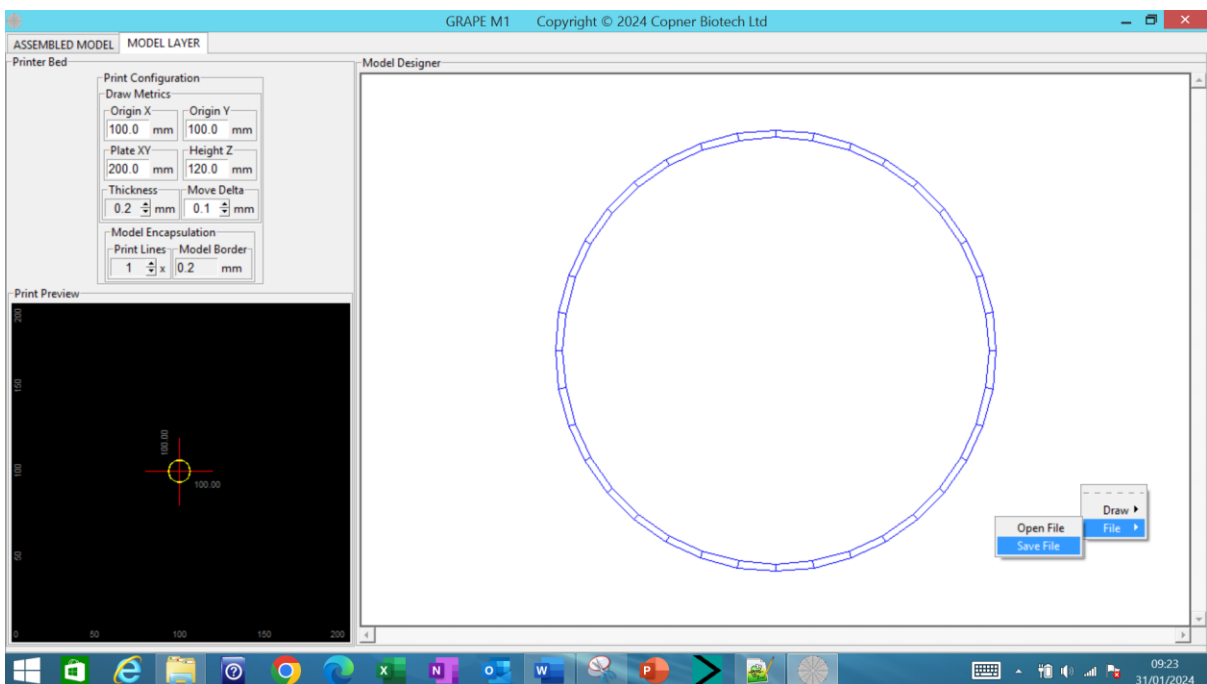 GRAPE M1 Copyright © 2024 Copner Biotech Ltd
ASSEMBLED MODEL MODEL LAYER
Printer Bed
Print Configuration
Draw Metrics
Origin X Origin Y
100.0 mm 100.0 mm
Plate XY Height Z
200.0 mm 120.0 mm
Thickness Move Delta
0.2 mm 0.1 mm
Model Encapsulation
Print Lines Model Border
1 x 0.2 mm
Print Preview
200
150
100
50
100.00
100.00
0 50 100 150 200
Model Designer
Draw
File
Open File
Save File
09:23
31/01/2024